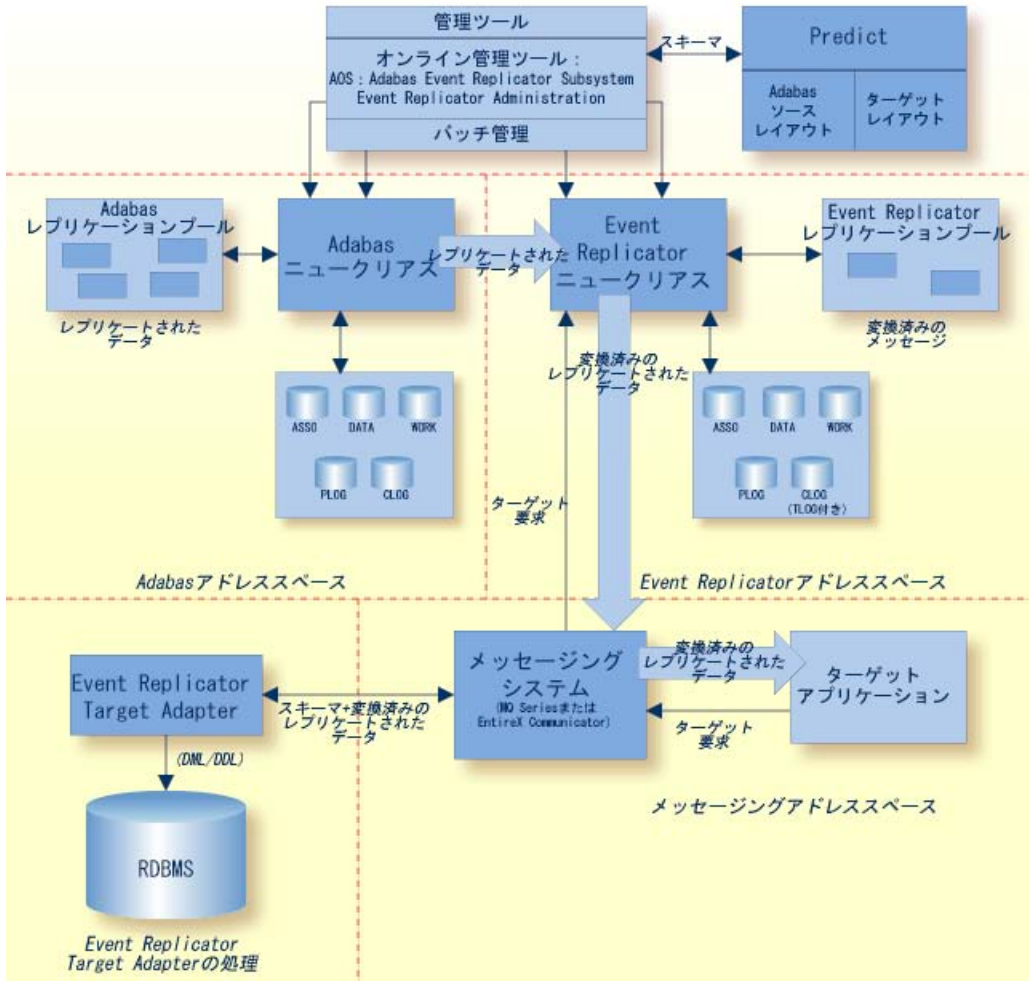 管理ツール
オンライン管理ツール：
AOS：Adabas Event Replicator Subsystem
Event Replicator Administration
バッチ管理
スキーマ
Predict
Adabas
ソース
レイアウト
ターゲット
レイアウト
Adabas
レプリケーションプール
レプリケートされた
データ
Adabas
ニュークリアス
レプリケートされた
データ
Event
Replicator
ニュークリアス
Event Replicator
レプリケーションプール
変換済みの
メッセージ
ASSO
DATA
WORK
PLOG
CLOG
変換済みの
レプリケートされた
データ
ターゲット
要求
ASSO
DATA
WORK
PLOG
CLOG
(TLOG付き)
Adabasアドレススペース
Event Replicatorアドレススペース
Event Replicator
Target Adapter
スキーマ+変換済みの
レプリケートされた
データ
メッセージング
システム
(MQ Seriesまたは
EntireX Communicator)
変換済みの
レプリケートされた
データ
ターゲット
要求
ターゲット
アプリケーション
(DML/DDL)
RDBMS
メッセージングアドレススペース
Event Replicator
Target Adapterの処理